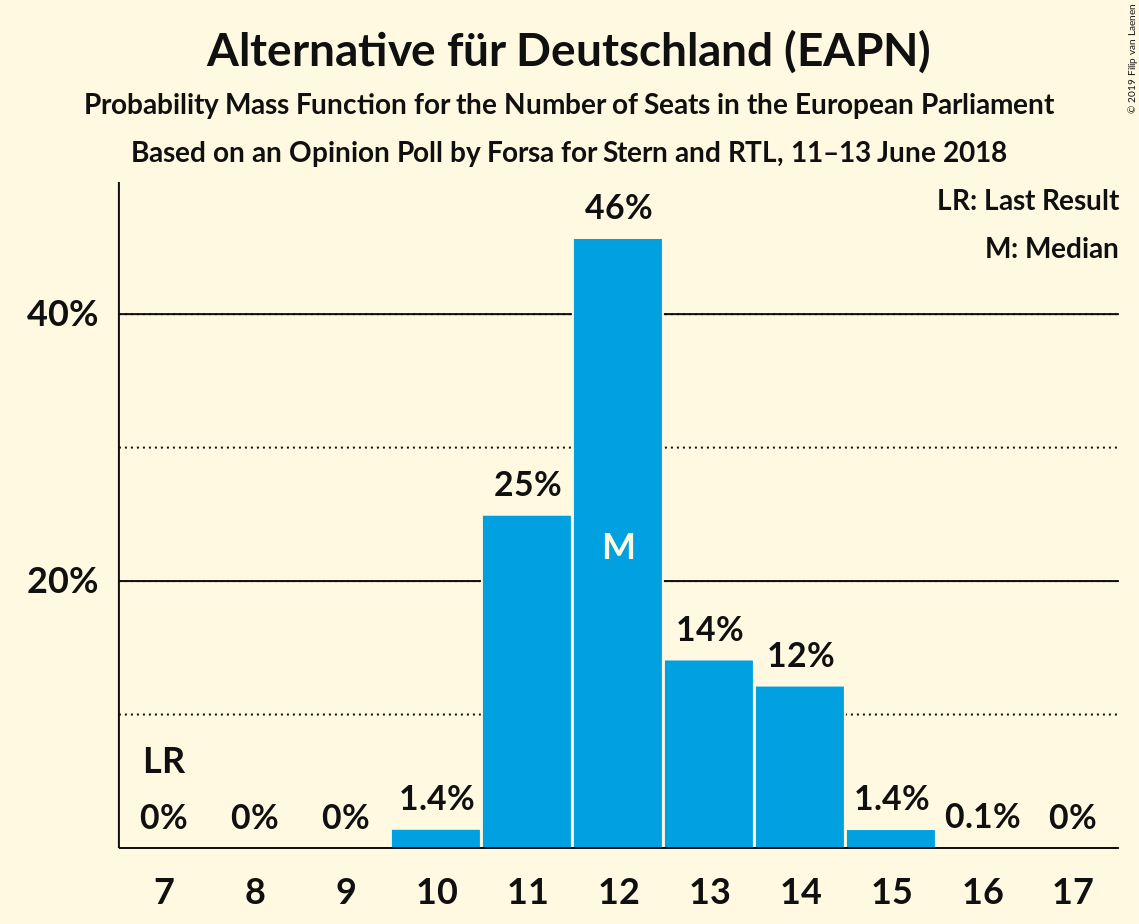 Alternative für Deutschland (EAPN)
Probability Mass Function for the Number of Seats in the European Parliament
Based on an Opinion Poll by Forsa for Stern and RTL, 11–13 June 2018
© 2019 Filip van Laenen
LR: Last Result
M: Median
46%
40%
25%
M
20%
14%
12%
LR
0% 0% 0% 1.4% 1.4% 0.1% 0%
7 8 9 10 11 12 13 14 15 16 17